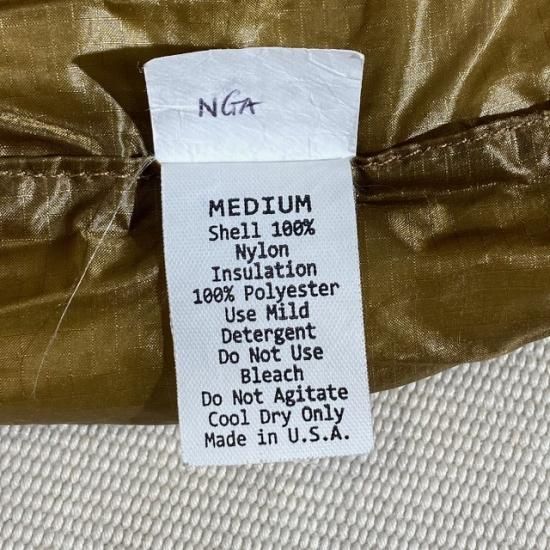 NGA
MEDIUM
Shell 100%
Nylon
Insulation
100% Polyester
Use Mild
Detergent
Do Not Use
Bleach
Do Not Agitate
Cool Dry Only
Made in U.S.A.